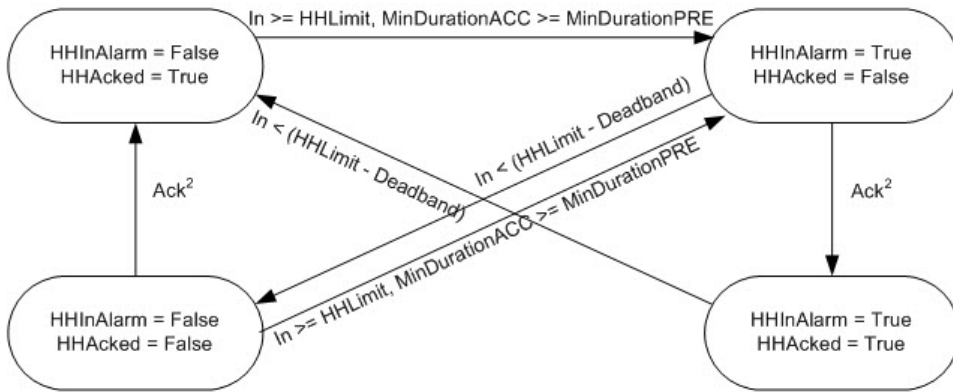 In >= HHLimit, MinDurationACC >= MinDurationPRE
HHInAlarm = False
HHAcked = True
HHInAlarm = True
HHAcked = False
In < (HHLimit - Deadband)
In < (HHLimit - Deadband)
In >= HHLimit, MinDurationACC >= MinDurationPRE
Ack²
Ack²
HHInAlarm = False
HHAcked = False
HHInAlarm = True
HHAcked = True